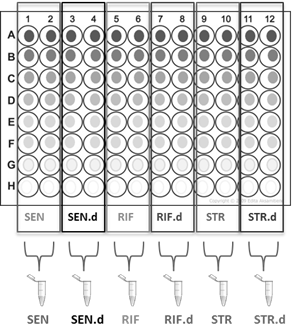 1 2 3 4 5 6 7 8 9 10 11 12
A
B
C
D
E
F
G
H
SEN SEN.d RIF RIF.d STR STR.d
SEN SEN.d RIF RIF.d STR STR.d